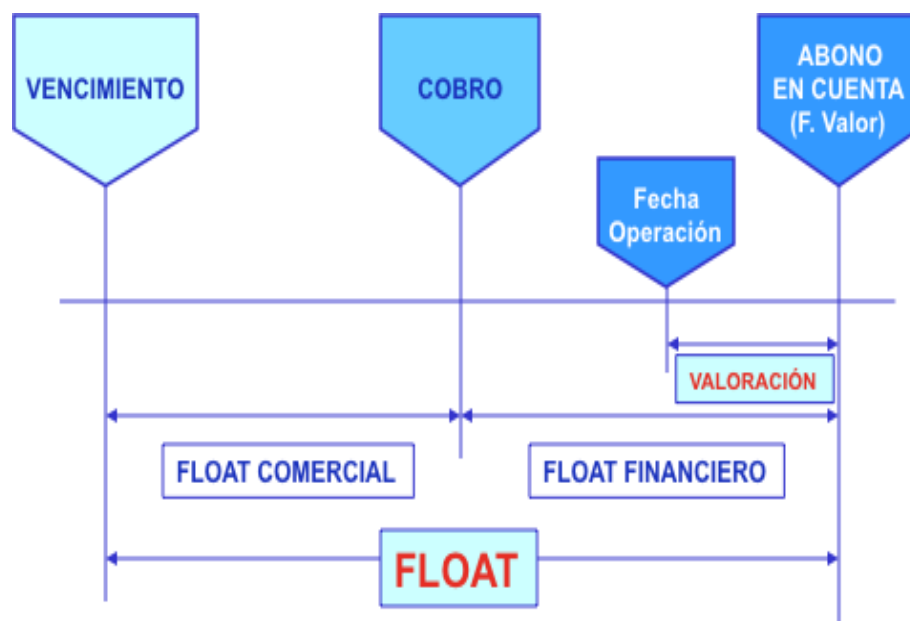 VENCIMIENTO
COBRO
ABONO
EN CUENTA
(F. Valor)
Fecha
Operación
VALORACIÓN
FLOAT COMERCIAL
FLOAT FINANCIERO
FLOAT